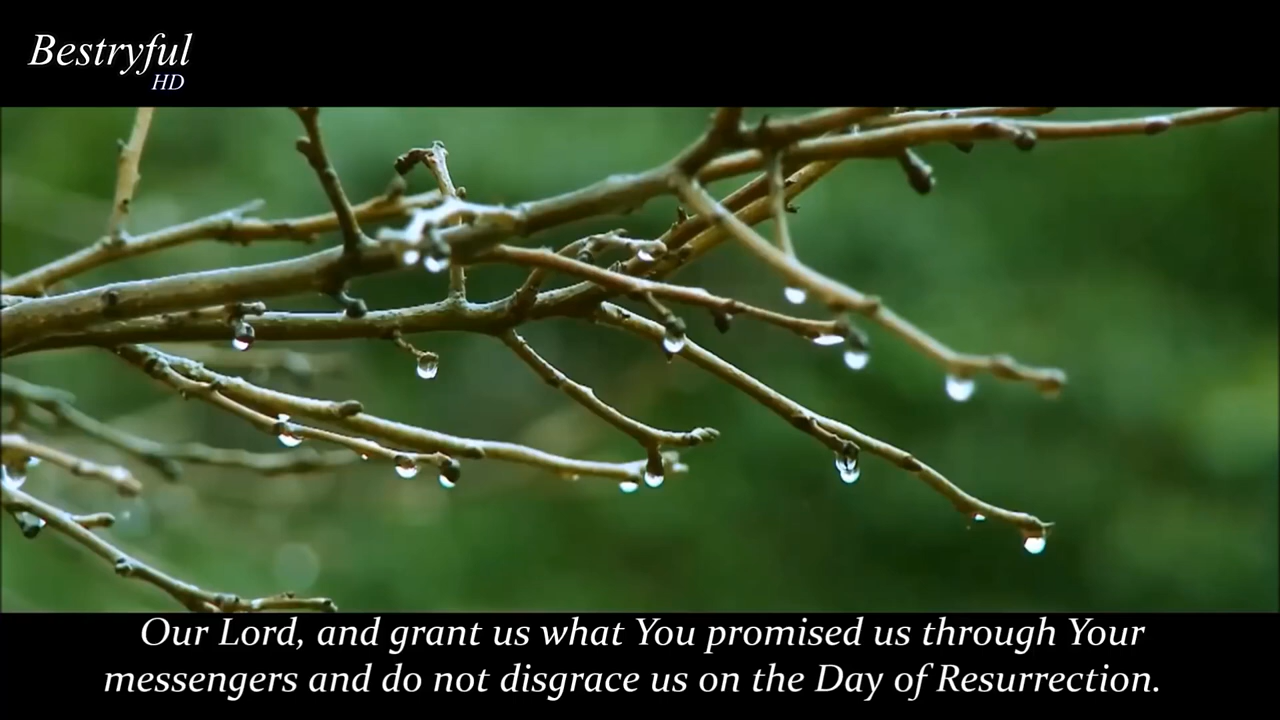 Bestryful
HD
Our Lord, and grant us what You promised us through Your
messengers and do not disgrace us on the Day of Resurrection.